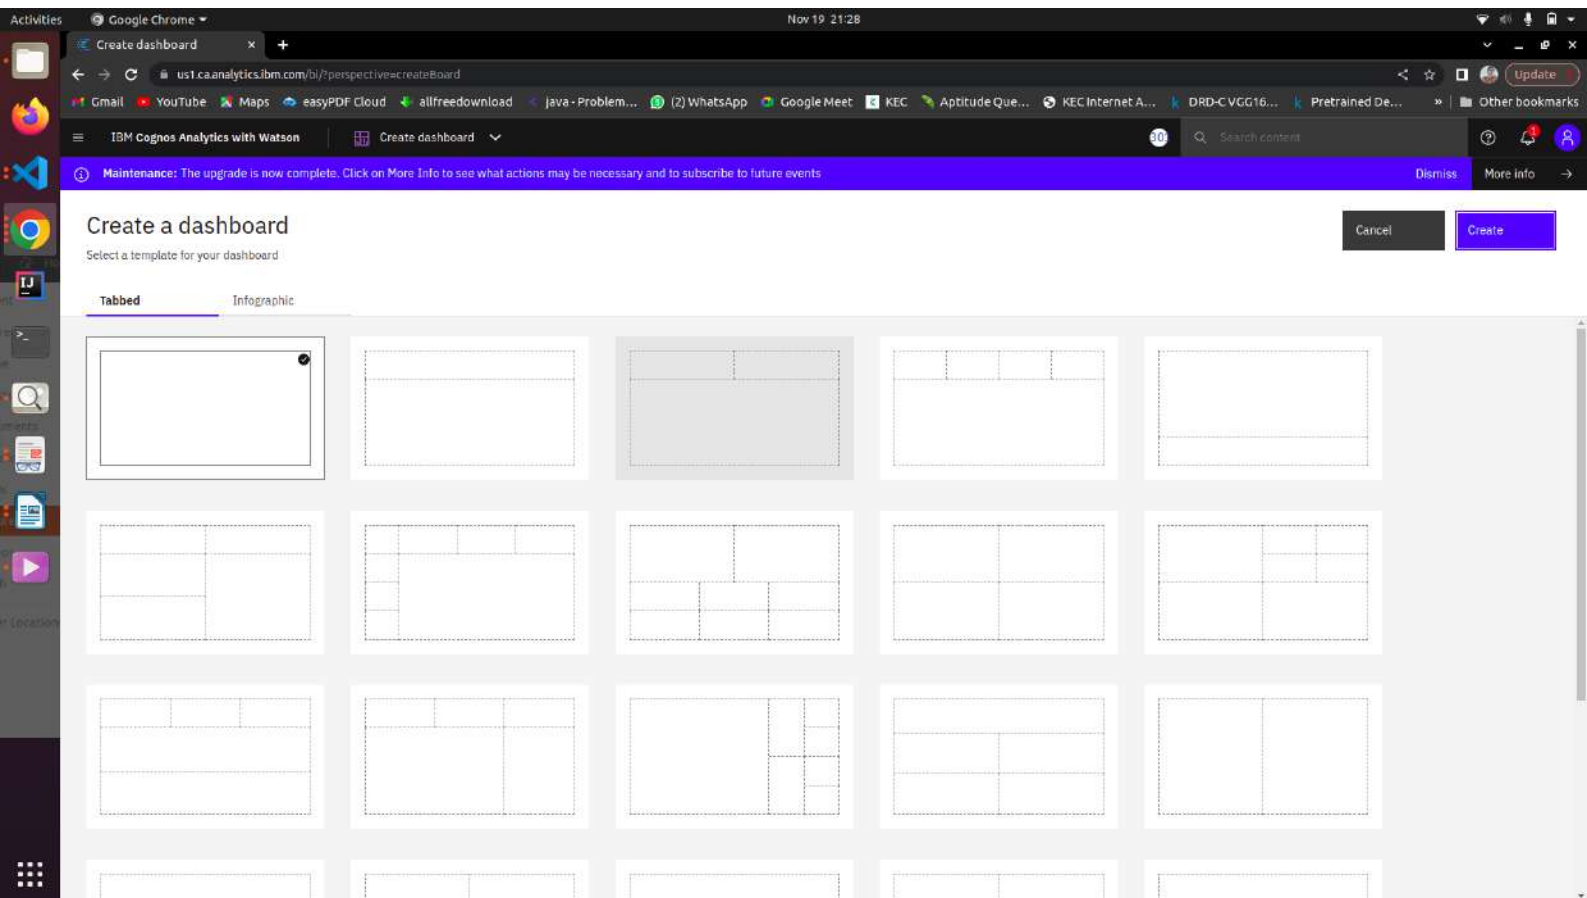 Activities Google Chrome Nov 19 21:28
Create dashboard
us1.ca.analytics.ibm.com/bi/?perspective=createBoard Update
Gmail YouTube Maps easyPDF Cloud allfreedownload java - Problem... (2) WhatsApp Google Meet KEC Aptitude Que... KEC Internet A... DRD-C VGG16... Pretrained De... » Other bookmarks
IBM Cognos Analytics with Watson Create dashboard Search content 1
Maintenance: The upgrade is now complete. Click on More Info to see what actions may be necessary and to subscribe to future events Dismiss More info
Create a dashboard
Cancel Create
Select a template for your dashboard
Tabbed Infographic